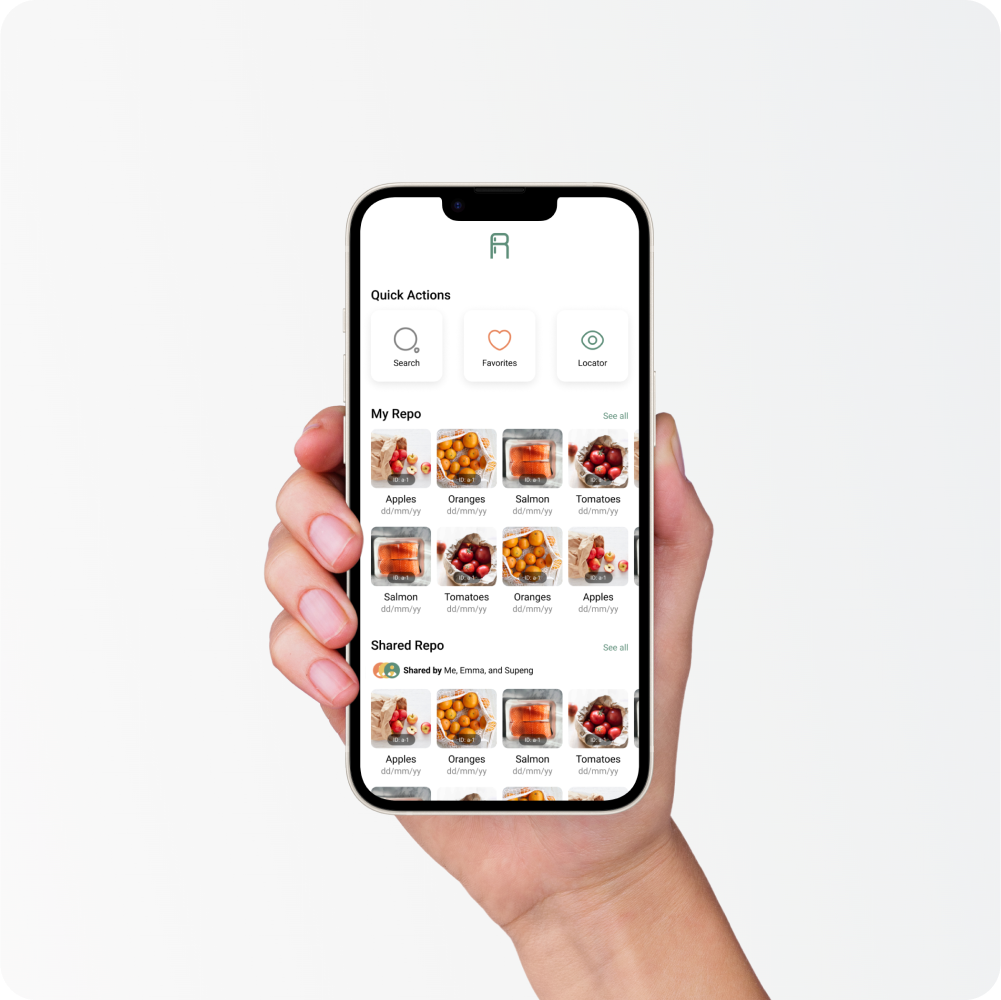 Quick Actions
Search Favorites Locator
My Repo See all
ID: a-1 ID: a-1 ID: a-1 ID: a-1
Apples Oranges Salmon Tomatoes
dd/mm/yy dd/mm/yy dd/mm/yy dd/mm/yy
ID: a-1 ID: a-1 ID: a-1 ID: a-1
Salmon Tomatoes Oranges Apples
dd/mm/yy dd/mm/yy dd/mm/yy dd/mm/yy
Shared Repo See all
Shared by Me, Emma, and Supeng
ID: a-1 ID: a-1 ID: a-1 ID: a-1
Apples Oranges Salmon Tomatoes
dd/mm/yy dd/mm/yy dd/mm/yy dd/mm/yy